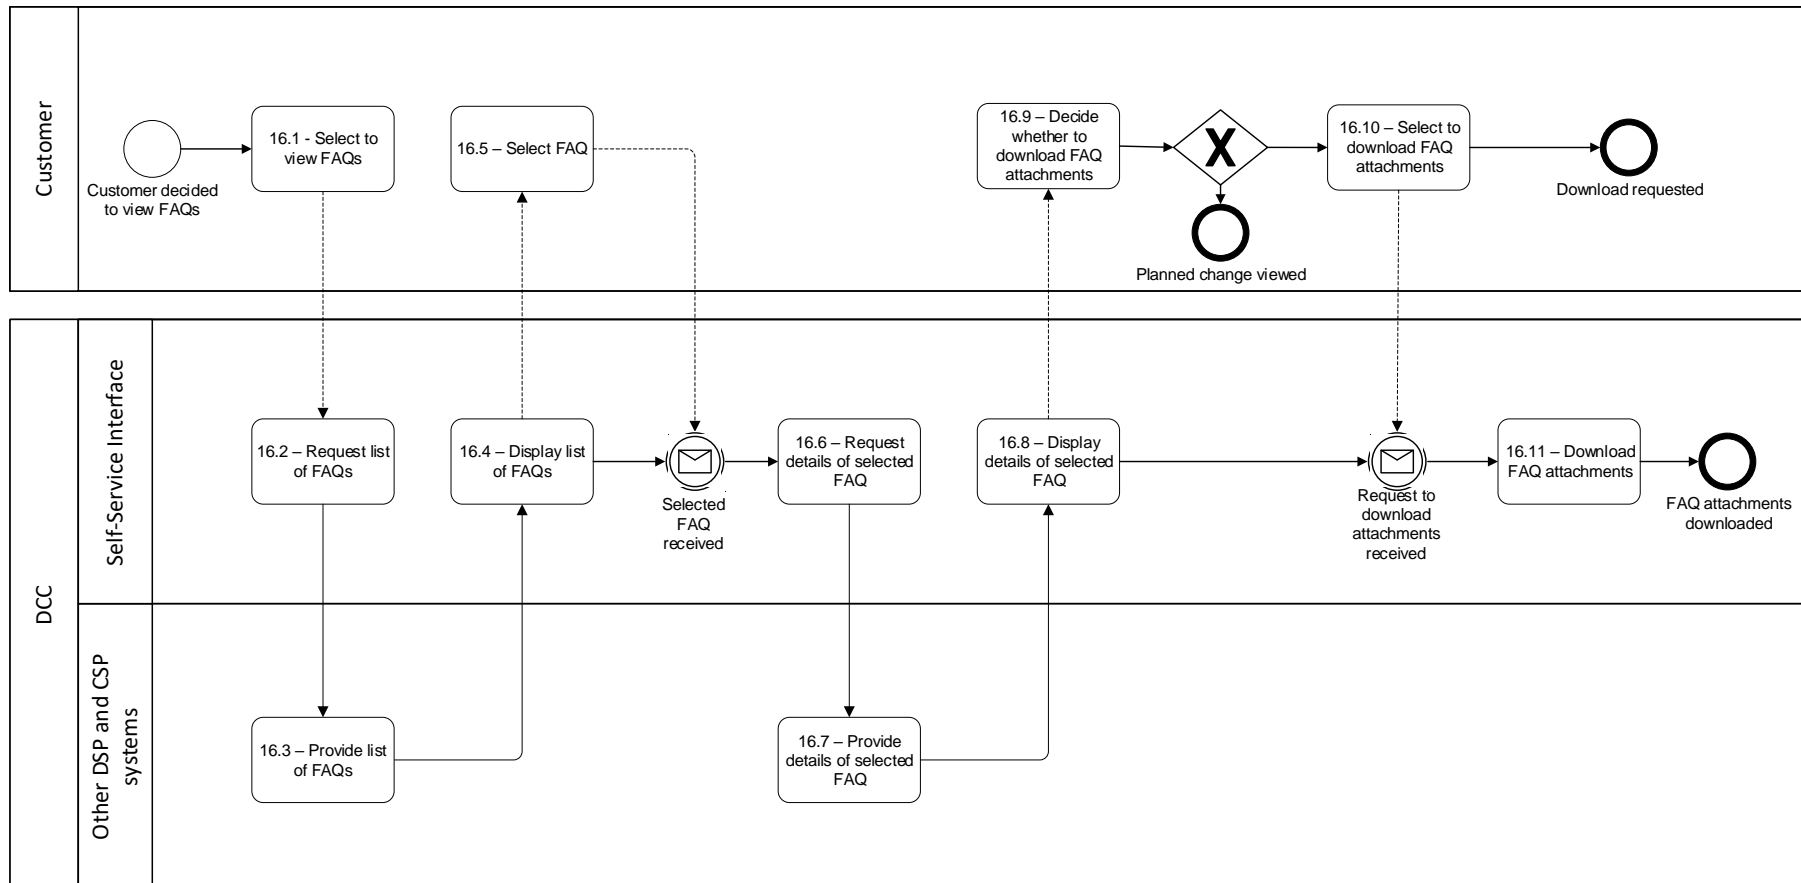 Customer
Customer decided
to view FAQs
16.1 - Select to
view FAQs
16.5 – Select FAQ
16.9 – Decide
whether to
download FAQ
attachments
X
Planned change viewed
16.10 – Select to
download FAQ
attachments
Download requested
DCC
Self-Service Interface
16.2 – Request list
of FAQs
16.4 – Display list
of FAQs
Selected
FAQ
received
16.6 – Request
details of selected
FAQ
16.8 – Display
details of selected
FAQ
Request to
download
attachments
received
16.11 – Download
FAQ attachments
FAQ attachments
downloaded
Other DSP and CSP
systems
16.3 – Provide list
of FAQs
16.7 – Provide
details of selected
FAQ